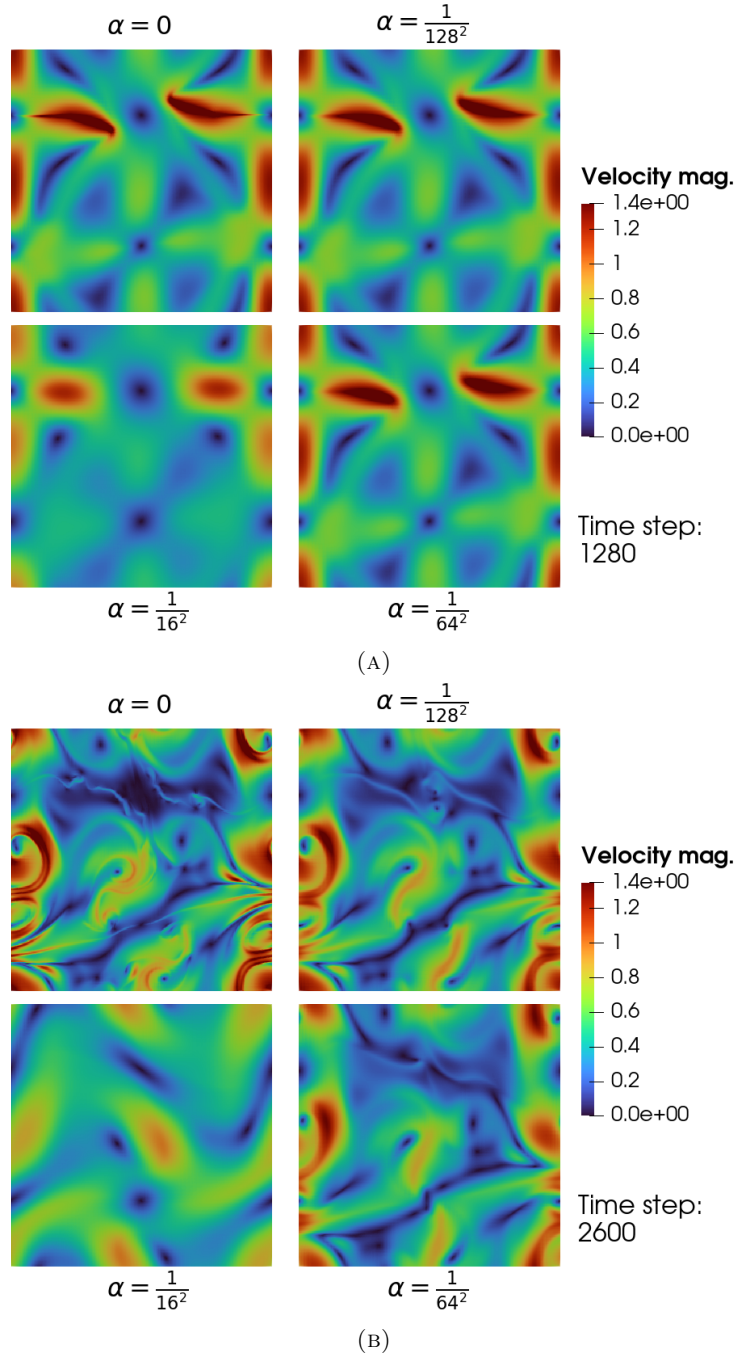 α = 0
α = 1/128²
Velocity mag.
1.4e+00
1.2
1
0.8
0.6
0.4
0.2
0.0e+00
Time step:
1280
α = 1/16²
α = 1/64²
(A)
α = 0
α = 1/128²
Velocity mag.
1.4e+00
1.2
1
0.8
0.6
0.4
0.2
0.0e+00
Time step:
2600
α = 1/16²
α = 1/64²
(B)